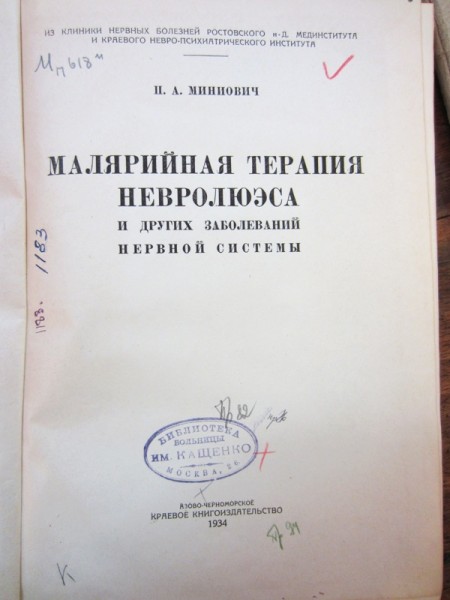 ИЗ КЛИНИКИ НЕРВНЫХ БОЛЕЗНЕЙ РОСТОВСКОГО н-Д. МЕДИНСТИТУТА
И КРАЕВОГО НЕВРО-ПСИХИАТРИЧЕСКОГО ИНСТИТУТА
П. А. МИНИОВИЧ
МАЛЯРИЙНАЯ ТЕРАПИЯ
НЕВРОЛЮЭСА
И ДРУГИХ ЗАБОЛЕВАНИЙ
НЕРВНОЙ СИСТЕМЫ
1183
БИБЛИОТЕКА
БОЛЬНИЦЫ
ИМ. КАЩЕНКО
МОСКВА
АЗОВО-ЧЕРНОМОРСКОЕ
КРАЕВОЕ КНИГОИЗДАТЕЛЬСТВО
1934
К